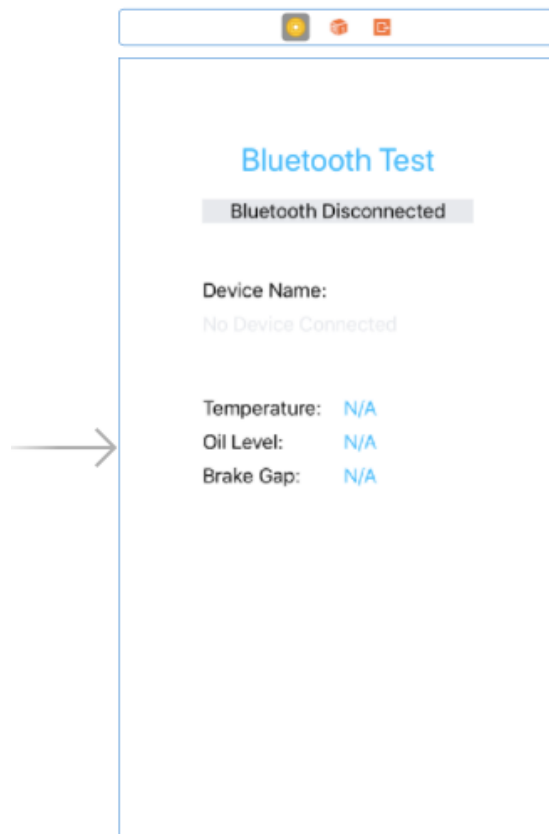 Bluetooth Test
Bluetooth Disconnected
Device Name:
No Device Connected
Temperature: N/A
Oil Level: N/A
Brake Gap: N/A